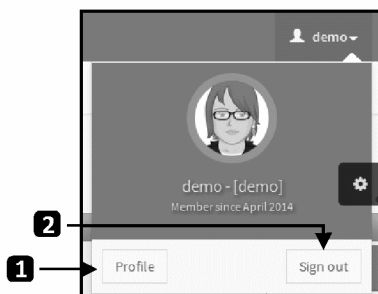 demo
demo - [demo]
Member since April 2014
2
1
Profile
Sign out